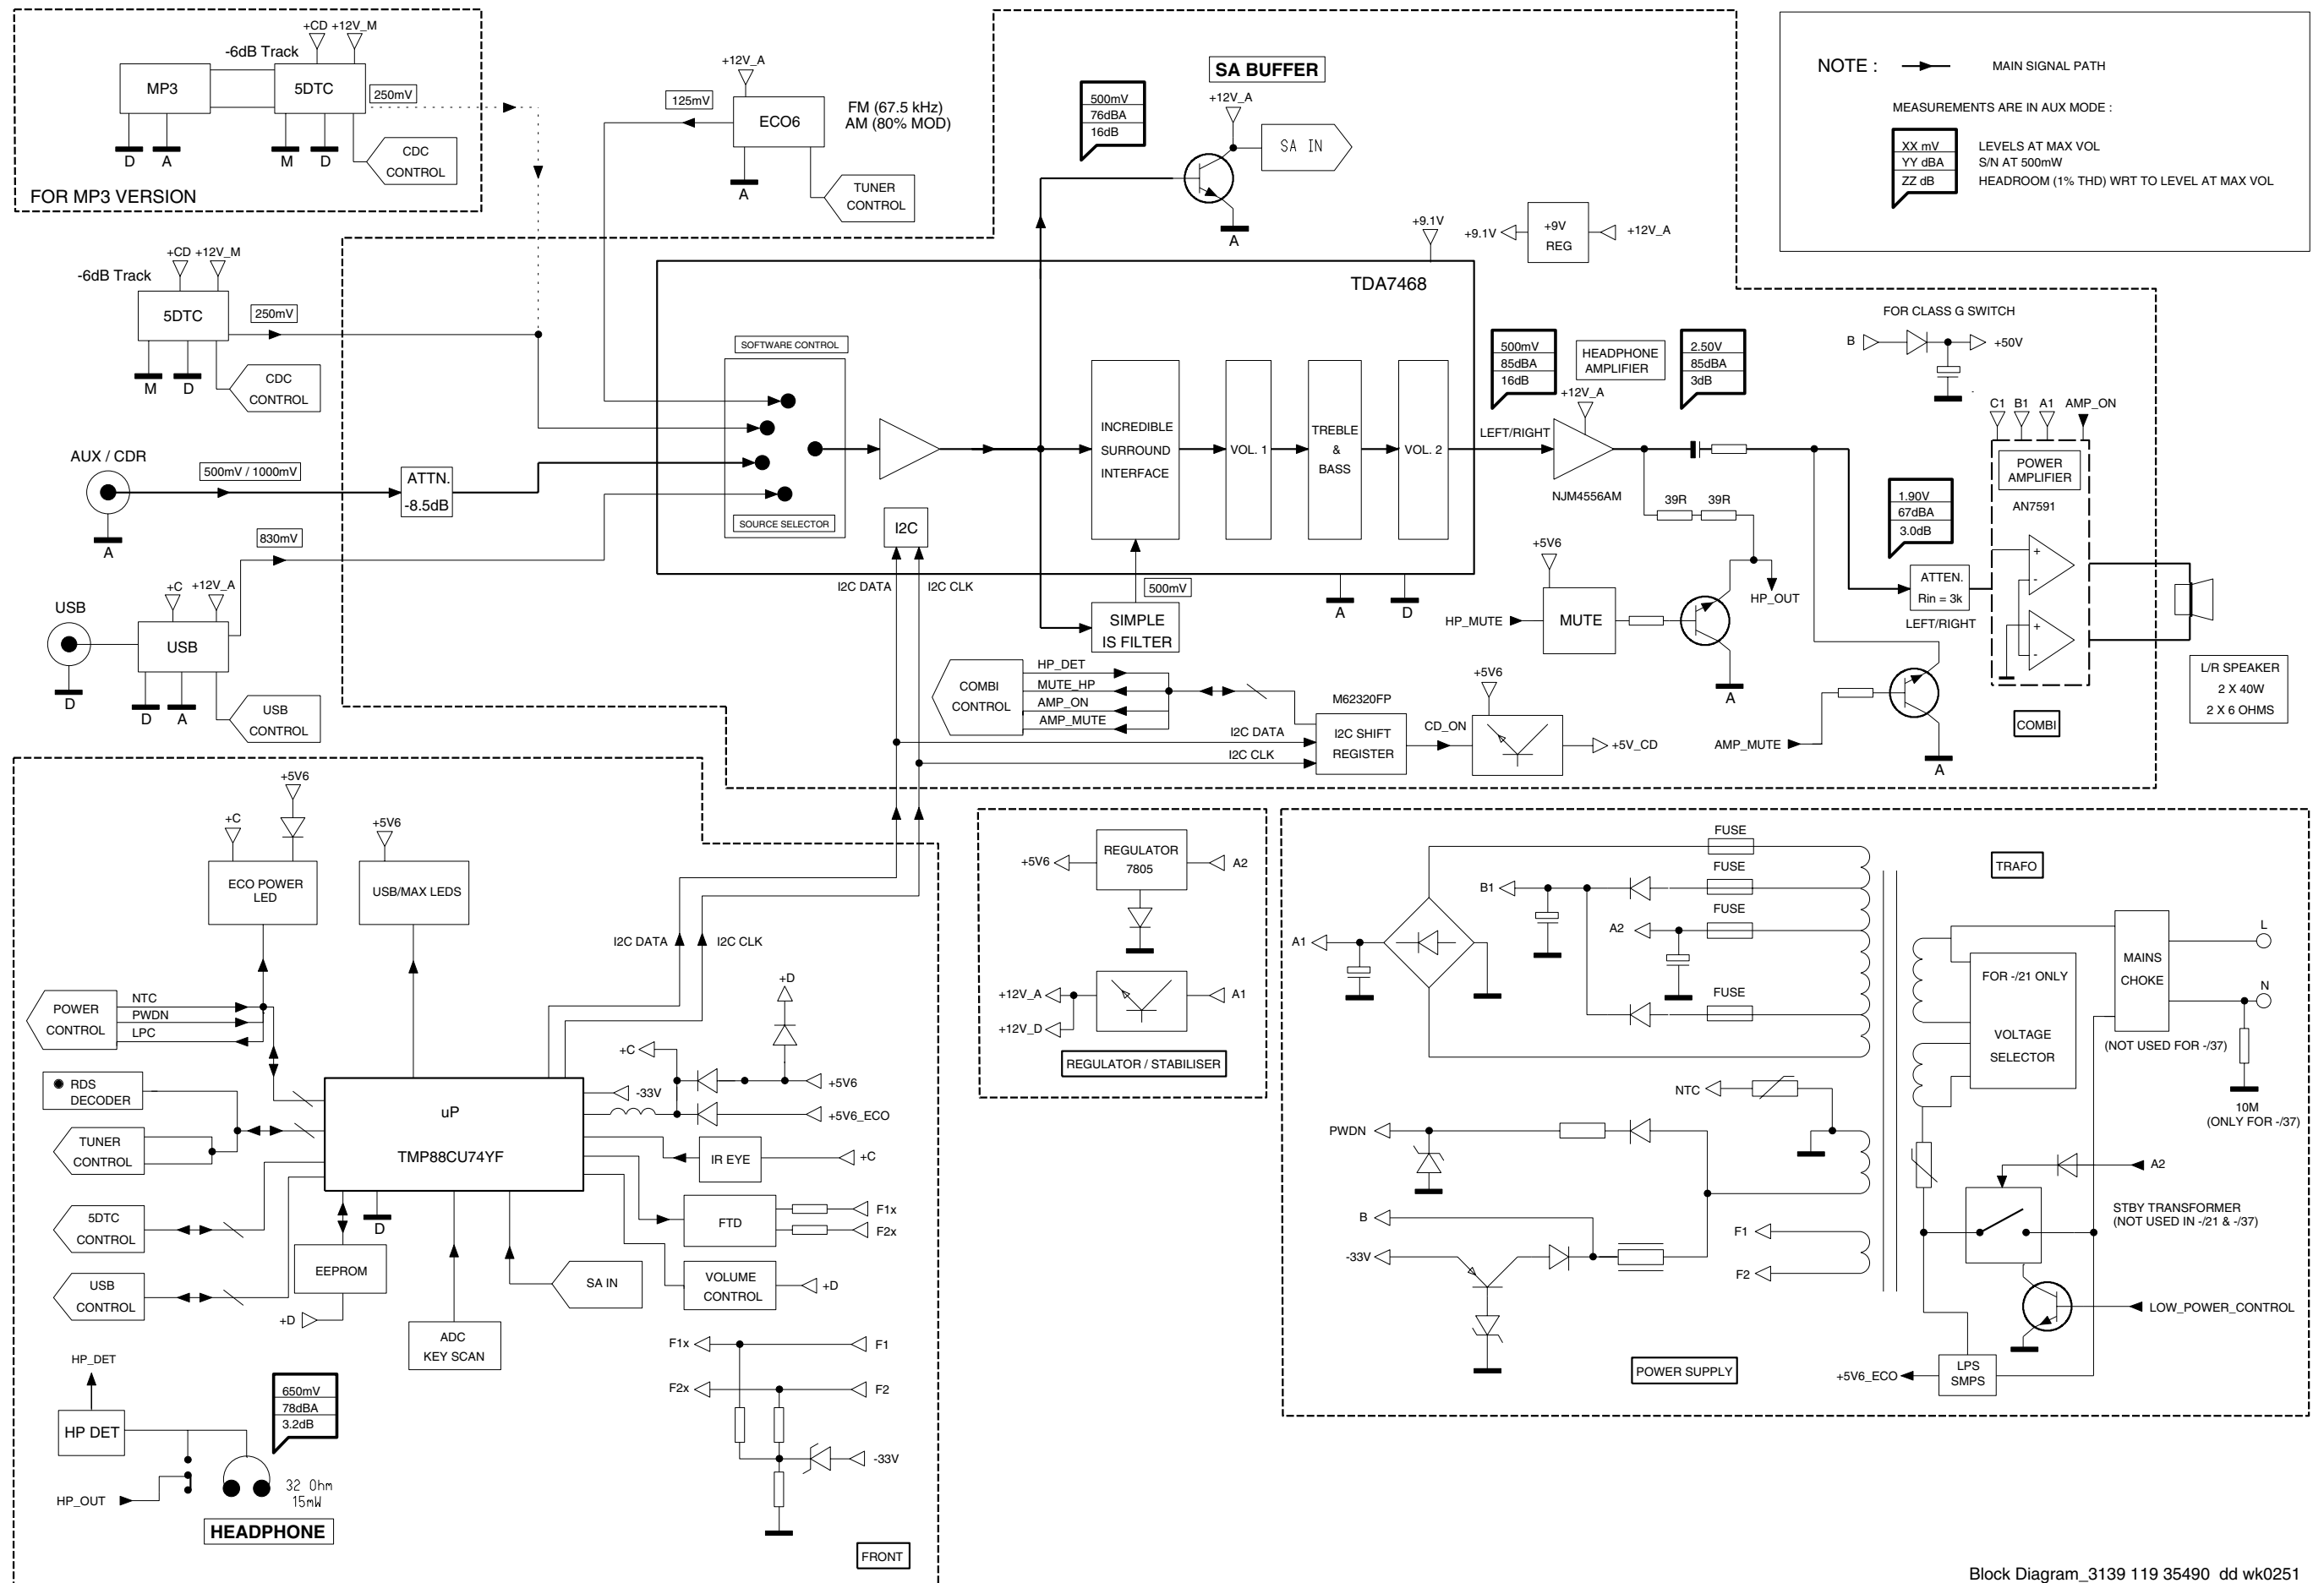 +CD +12V_M
-6dB Track
MP3
5DTC
250mV
D
A
M
D
CDC
CONTROL
FOR MP3 VERSION
+12V_A
125mV
ECO6
FM (67.5 kHz)
AM (80% MOD)
A
TUNER
CONTROL
500mV
76dBA
16dB
SA BUFFER
+12V_A
SA IN
A
NOTE :
MAIN SIGNAL PATH
MEASUREMENTS ARE IN AUX MODE :
XX mV
YY dBA
ZZ dB
LEVELS AT MAX VOL
S/N AT 500mW
HEADROOM (1% THD) WRT TO LEVEL AT MAX VOL
+9.1V
+9.1V
+9V
REG
+12V_A
+CD +12V_M
-6dB Track
5DTC
250mV
M
D
CDC
CONTROL
AUX / CDR
500mV / 1000mV
A
ATTN.
-8.5dB
830mV
+C
+12V_A
USB
USB
D
D
A
USB
CONTROL
TDA7468
SOFTWARE CONTROL
SOURCE SELECTOR
I2C
I2C DATA
I2C CLK
INCREDIBLE
SURROUND
INTERFACE
VOL. 1
TREBLE
&
BASS
VOL. 2
500mV
SIMPLE
IS FILTER
A
D
500mV
85dBA
16dB
HEADPHONE
AMPLIFIER
+12V_A
2.50V
85dBA
3dB
LEFT/RIGHT
NJM4556AM
39R
39R
+5V6
HP_MUTE
MUTE
HP_OUT
A
FOR CLASS G SWITCH
B
+50V
C1
B1
A1
AMP_ON
POWER
AMPLIFIER
AN7591
+
-
+
-
1.90V
67dBA
3.0dB
ATTEN.
Rin = 3k
LEFT/RIGHT
AMP_MUTE
A
COMBI
L/R SPEAKER
2 X 40W
2 X 6 OHMS
COMBI
CONTROL
HP_DET
MUTE_HP
AMP_ON
AMP_MUTE
M62320FP
I2C DATA
I2C CLK
I2C SHIFT
REGISTER
CD_ON
+5V6
+5V_CD
+5V6
+C
ECO POWER
LED
+5V6
USB/MAX LEDS
I2C DATA
I2C CLK
POWER
CONTROL
NTC
PWDN
LPC
RDS
DECODER
TUNER
CONTROL
5DTC
CONTROL
USB
CONTROL
uP
TMP88CU74YF
D
EEPROM
+D
ADC
KEY SCAN
SA IN
+D
+C
-33V
+5V6
+5V6_ECO
IR EYE
+C
FTD
F1x
F2x
VOLUME
CONTROL
+D
F1x
F1
F2x
F2
-33V
HP_DET
HP DET
HP_OUT
650mV
78dBA
3.2dB
32 Ohm
15mW
HEADPHONE
FRONT
+5V6
REGULATOR
7805
A2
+12V_A
+12V_D
A1
REGULATOR / STABILISER
FUSE
FUSE
B1
FUSE
A2
A1
FUSE
NTC
PWDN
B
-33V
F1
F2
POWER SUPPLY
TRAFO
L
MAINS
CHOKE
N
FOR -/21 ONLY
VOLTAGE
SELECTOR
(NOT USED FOR -/37)
10M
(ONLY FOR -/37)
A2
STBY TRANSFORMER
(NOT USED IN -/21 & -/37)
LOW_POWER_CONTROL
LPS
SMPS
+5V6_ECO
Block Diagram_3139 119 35490 dd wk0251